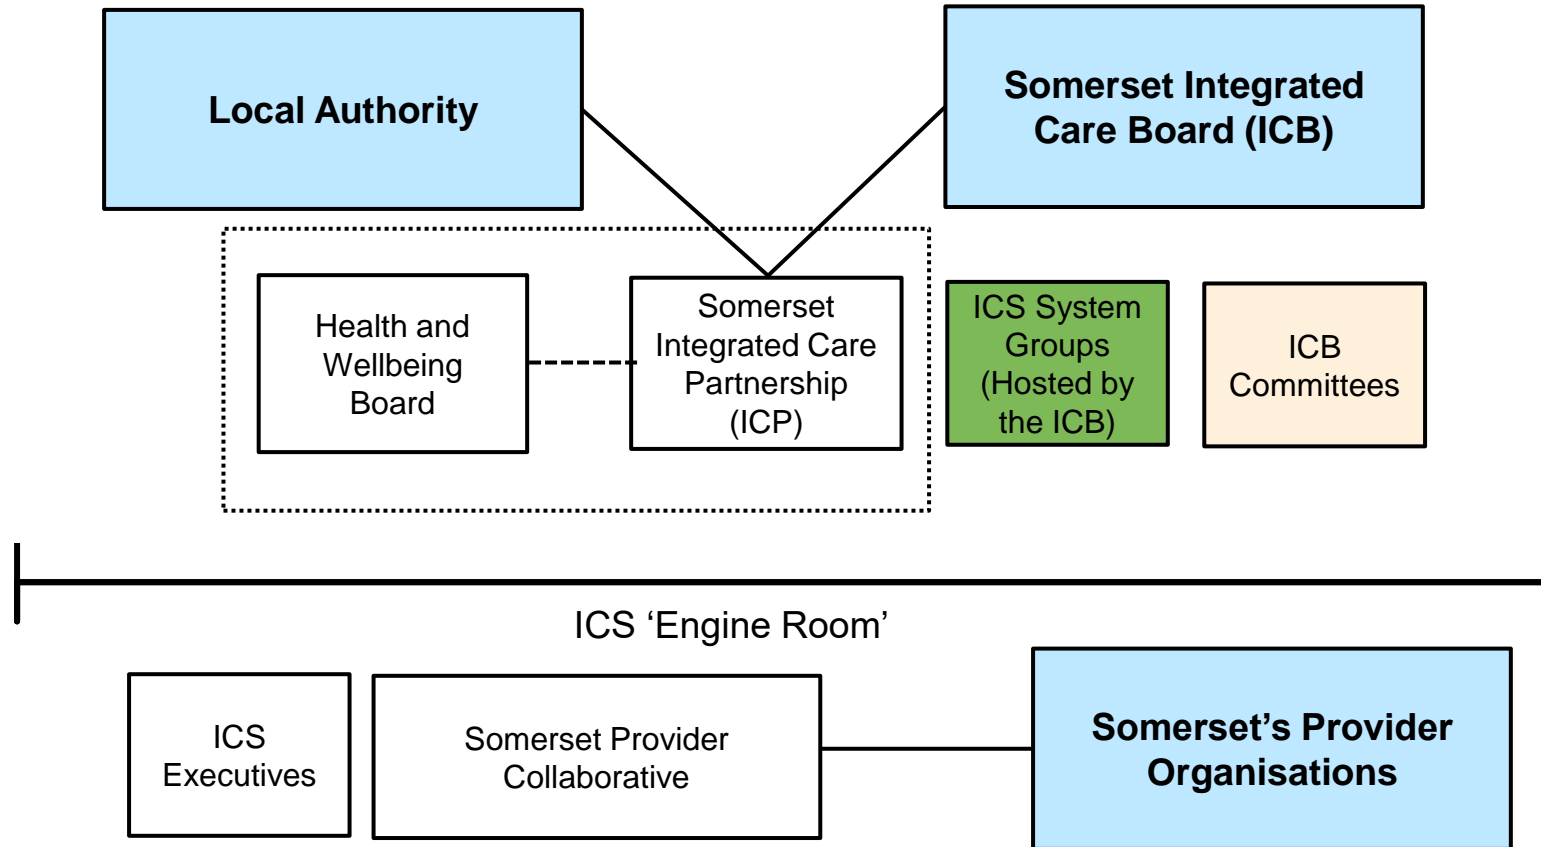 Local Authority
Somerset Integrated
Care Board (ICB)
Health and
Wellbeing
Board
Somerset
Integrated Care
Partnership
(ICP)
ICS System
Groups
(Hosted by
the ICB)
ICB
Committees
ICS ‘Engine Room’
ICS
Executives
Somerset Provider
Collaborative
Somerset’s Provider
Organisations